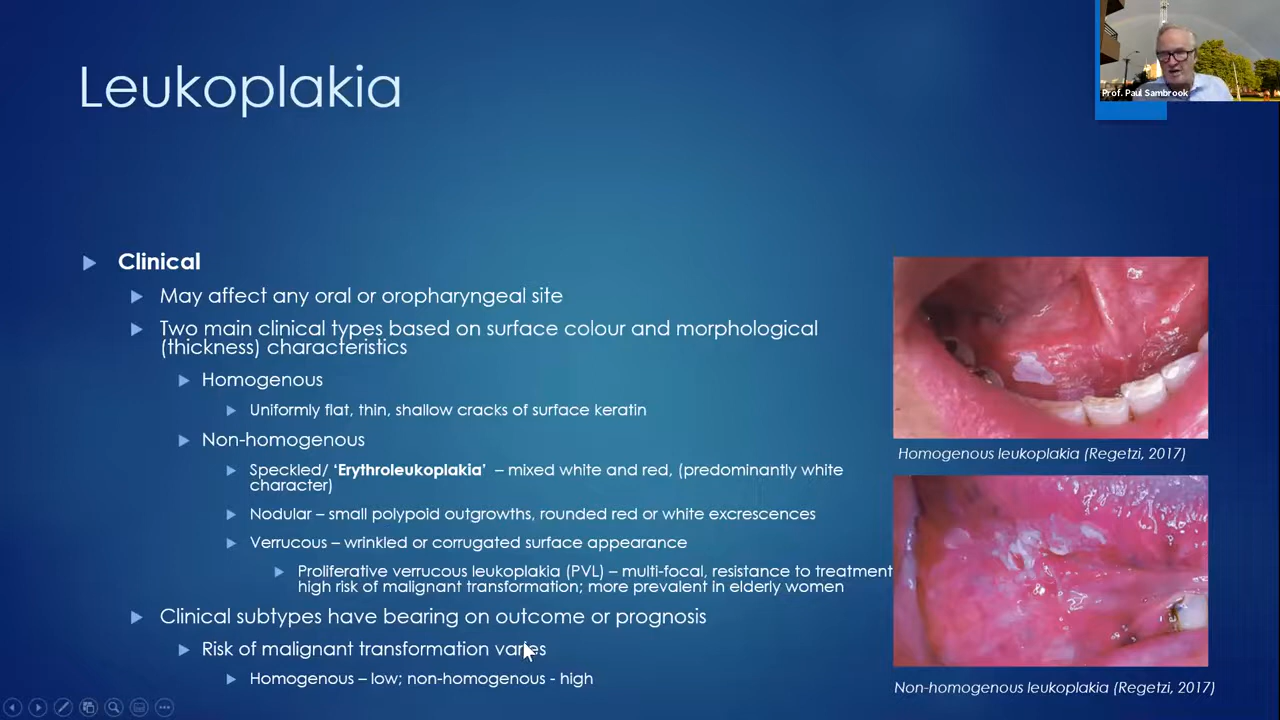 Leukoplakia
Prof. Paul Sambrook
Clinical
May affect any oral or oropharyngeal site
Two main clinical types based on surface colour and morphological
(thickness) characteristics
Homogenous
Uniformly flat, thin, shallow cracks of surface keratin
Non-homogenous
Speckled/ ‘Erythroleukoplakia’ – mixed white and red, (predominantly white
character)
Nodular – small polypoid outgrowths, rounded red or white excrescences
Verrucous – wrinkled or corrugated surface appearance
Proliferative verrucous leukoplakia (PVL) – multi-focal, resistance to treatment
high risk of malignant transformation; more prevalent in elderly women
Clinical subtypes have bearing on outcome or prognosis
Risk of malignant transformation varies
Homogenous – low; non-homogenous - high
Homogenous leukoplakia (Regetzi, 2017)
Non-homogenous leukoplakia (Regetzi, 2017)